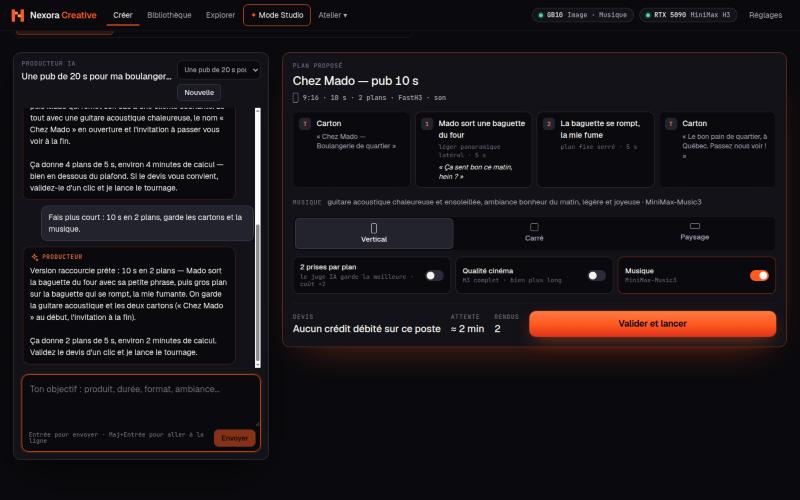 Nexora Creative
Créer
Bibliothèque
Explorer
✦ Mode Studio
Atelier ▾
GB10 Image · Musique
RTX 5090 MiniMax H3
Réglages
PRODUCTEUR IA
Une pub de 20 s pour ma boulanger…
Une pub de 20 s pou
Nouvelle
tout avec une guitare acoustique chaleureuse, le nom «
Chez Mado » en ouverture et l'invitation à passer vous
voir à la fin.
Ça donne 4 plans de 5 s, environ 4 minutes de calcul —
bien en dessous du plafond. Si le devis vous convient,
validez-le d'un clic et je lance le tournage.
Fais plus court : 10 s en 2 plans, garde les cartons et la
musique.
PRODUCTEUR
Version raccourcie prête : 10 s en 2 plans — Mado sort
la baguette du four avec sa petite phrase, puis gros plan
sur la baguette qui se rompt, la mie fumante. On garde
la guitare acoustique et les deux cartons (« Chez Mado
» au début, l'invitation à la fin).
Ça donne 2 plans de 5 s, environ 2 minutes de calcul.
Validez le devis d'un clic et je lance le tournage.
Ton objectif : produit, durée, format, ambiance…
Entrée pour envoyer · Maj+Entrée pour aller à la
ligne
Envoyer
PLAN PROPOSÉ
Chez Mado — pub 10 s
9:16 · 10 s · 2 plans · FastH3 · son
T
Carton
« Chez Mado —
Boulangerie de quartier »
1
Mado sort une baguette
du four
léger panoramique
latéral · 5 s
« Ça sent bon ce matin,
hein ? »
2
La baguette se rompt,
la mie fume
plan fixe serré · 5 s
T
Carton
« Le bon pain de quartier, à
Québec. Passez nous voir !
»
MUSIQUE guitare acoustique chaleureuse et ensoleillée, ambiance bonheur du matin, légère et joyeuse · MiniMax-Music3
Vertical
Carré
Paysage
2 prises par plan
le juge IA garde la meilleure ·
coût ×2
Qualité cinéma
H3 complet · bien plus long
Musique
MiniMax-Music3
DEVIS
Aucun crédit débité sur ce poste
ATTENTE
≈ 2 min
RENDUS
2
Valider et lancer